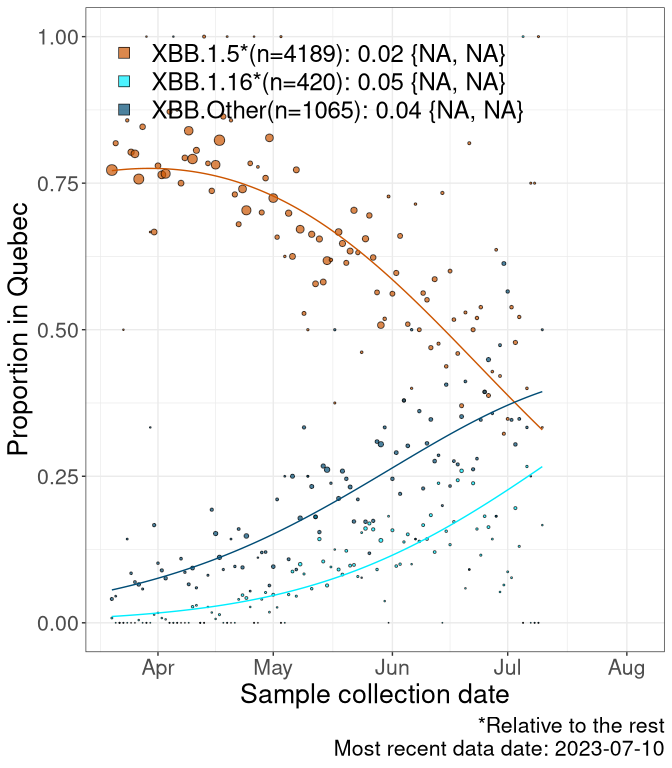 1.00
0.75
0.50
0.25
0.00
Proportion in Quebec
XBB.1.5*(n=4189): 0.02 {NA, NA}
XBB.1.16*(n=420): 0.05 {NA, NA}
XBB.Other(n=1065): 0.04 {NA, NA}
Apr May Jun Jul Aug
Sample collection date
*Relative to the rest
Most recent data date: 2023-07-10